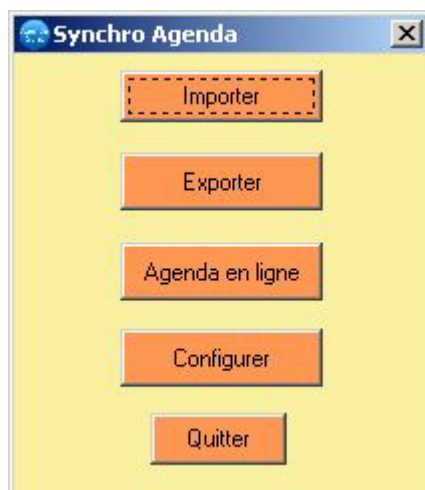 Synchro Agenda
Importer
Exporter
Agenda en ligne
Configurer
Quitter